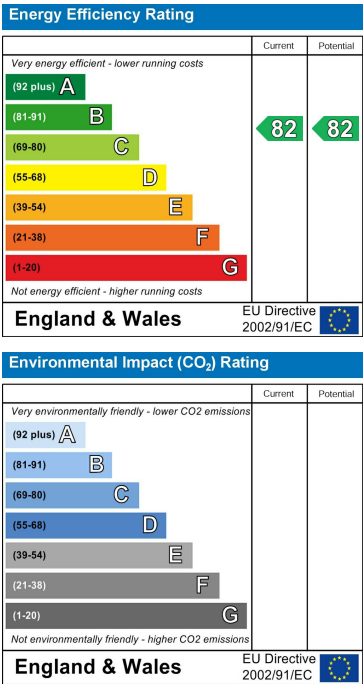 Energy Efficiency Rating
Current Potential
Very energy efficient - lower running costs
(92 plus) A
(81-91) B
82 82
(69-80) C
(55-68) D
(39-54) E
(21-38) F
(1-20) G
Not energy efficient - higher running costs
England & Wales
EU Directive
2002/91/EC
Environmental Impact (CO₂) Rating
Current Potential
Very environmentally friendly - lower CO2 emissions
(92 plus) A
(81-91) B
(69-80) C
(55-68) D
(39-54) E
(21-38) F
(1-20) G
Not environmentally friendly - higher CO2 emissions
England & Wales
EU Directive
2002/91/EC